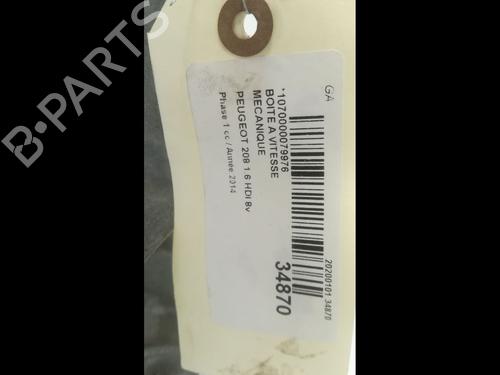 GA
20200101 34870
34870
*1070000079976
BOITE A VITESSE
MECANIQUE
PEUGEOT 208 1.6 HDI 8v
Phase 1 cc / Année 2014
B-PARTS